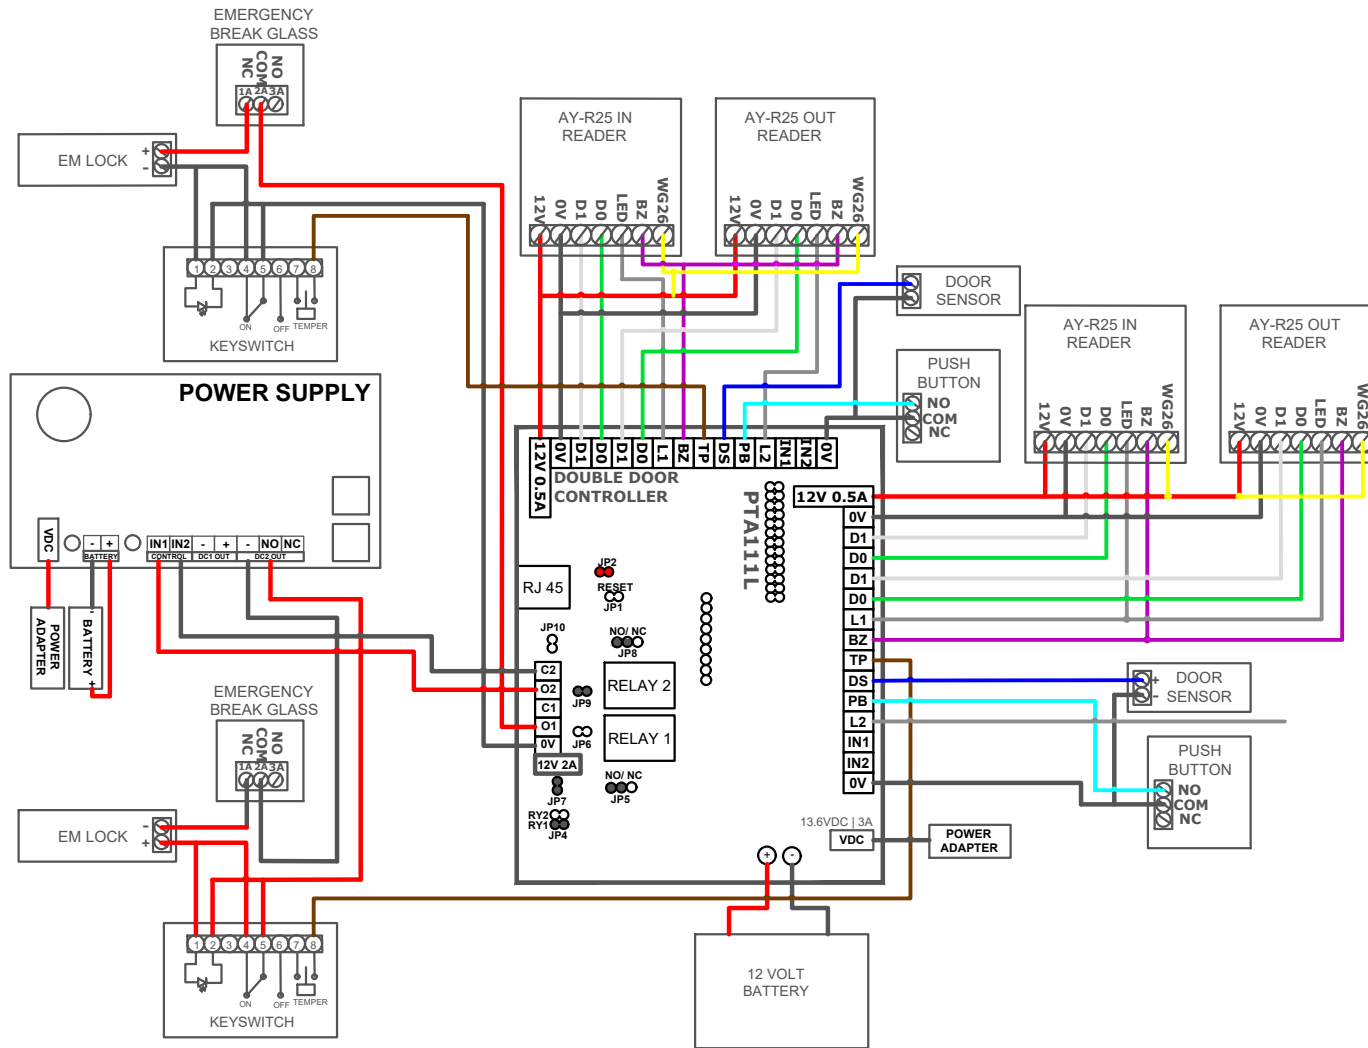 EMERGENCY
BREAK GLASS
NC
COM
NO
1A 2A 3A
EM LOCK
+
-
1 2 3 4 5 6 7 8
ON
OFF
TEMPER
KEYSWITCH
AY-R25 IN
READER
12V
0V
D1
D0
LED
BZ
WG26
AY-R25 OUT
READER
12V
0V
D1
D0
LED
BZ
WG26
DOOR
SENSOR
PUSH
BUTTON
NO
COM
NC
AY-R25 IN
READER
12V
0V
D1
D0
LED
BZ
WG26
AY-R25 OUT
READER
12V
0V
D1
D0
LED
BZ
WG26
POWER SUPPLY
VDC
- +
BATTERY
IN1 IN2
CONTROL
- +
DC1 OUT
- NO NC
DC2 OUT
POWER
ADAPTER
- BATTERY +
12V 0.5A
0V
D1
D0
D1
D0
L1
BZ
TP
DS
PB
L2
IN1
IN2
0V
DOUBLE DOOR
CONTROLLER
PTA111L
12V 0.5A
0V
D1
D0
D1
D0
L1
BZ
TP
DS
PB
L2
IN1
IN2
0V
RJ 45
JP2
RESET
JP1
JP10
NO/ NC
JP8
C2
O2
C1
O1
0V
12V 2A
JP9
JP6
RELAY 2
RELAY 1
JP7
NO/ NC
JP5
RY2
RY1
JP4
13.6VDC | 3A
VDC
POWER
ADAPTER
+
-
12 VOLT
BATTERY
+
-
DOOR
SENSOR
PUSH
BUTTON
NO
COM
NC
EMERGENCY
BREAK GLASS
NC
COM
NO
1A 2A 3A
EM LOCK
-
+
1 2 3 4 5 6 7 8
ON
OFF
TEMPER
KEYSWITCH